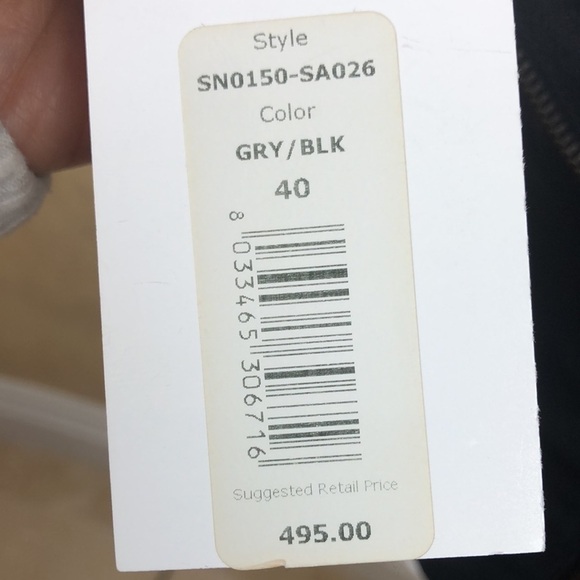 Style
SN0150-SA026
Color
GRY/BLK
40
8 033465 306716
Suggested Retail Price
495.00